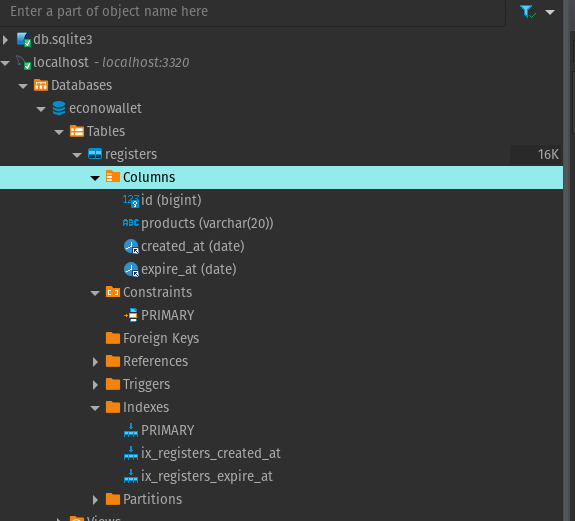 Enter a part of object name here
db.sqlite3
localhost - localhost:3320
Databases
econowallet
Tables
registers 16K
Columns
123 id (bigint)
ABC products (varchar(20))
created_at (date)
expire_at (date)
Constraints
PRIMARY
Foreign Keys
References
Triggers
Indexes
PRIMARY
ix_registers_created_at
ix_registers_expire_at
Partitions
Views